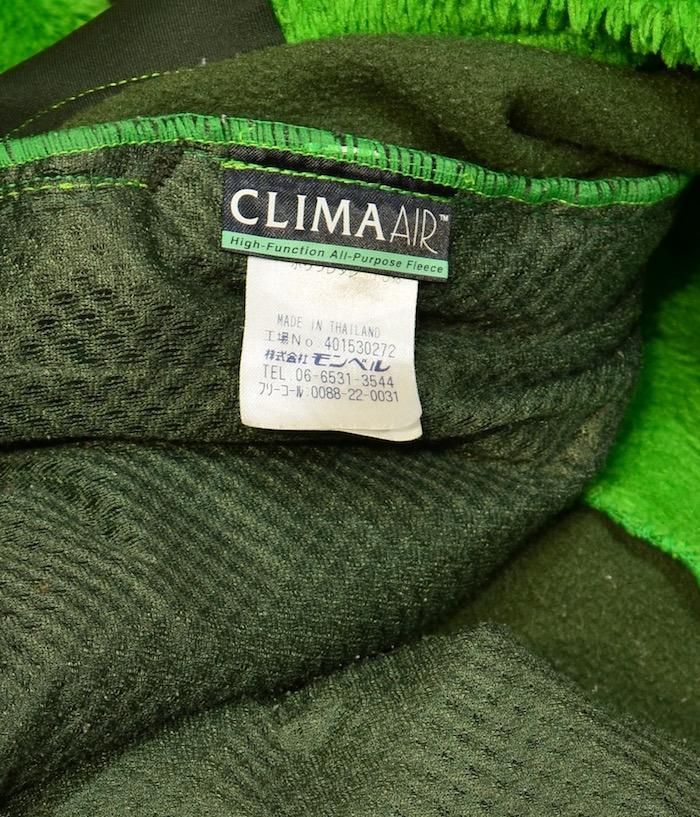 CLIMAAIR™
High-Function All-Purpose Fleece
MADE IN THAILAND
工場No. 401530272
株式会社 モンベル
TEL:06-6531-3544
フリーコール:0088-22-0031